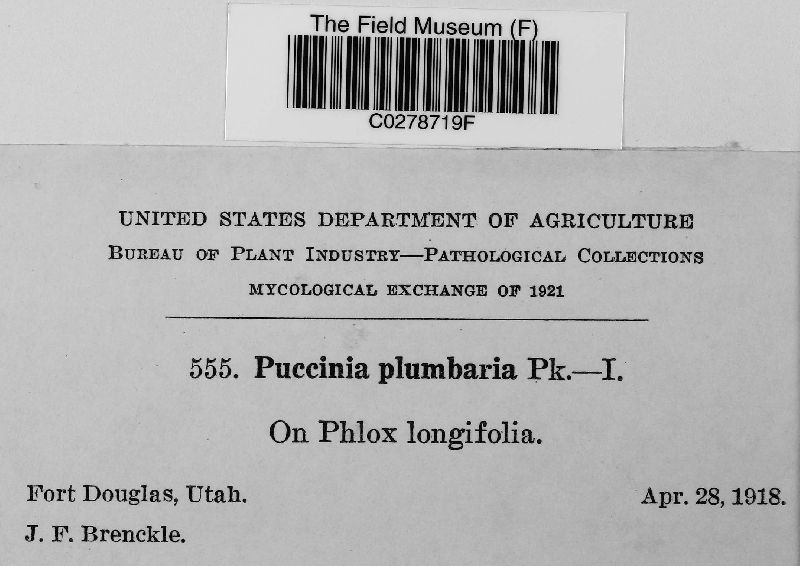 The Field Museum (F)
C0278719F
UNITED STATES DEPARTMENT OF AGRICULTURE
BUREAU OF PLANT INDUSTRY—PATHOLOGICAL COLLECTIONS
MYCOLOGICAL EXCHANGE OF 1921
555. Puccinia plumbaria Pk.—I.
On Phlox longifolia.
Fort Douglas, Utah. Apr. 28, 1918.
J. F. Brenckle.